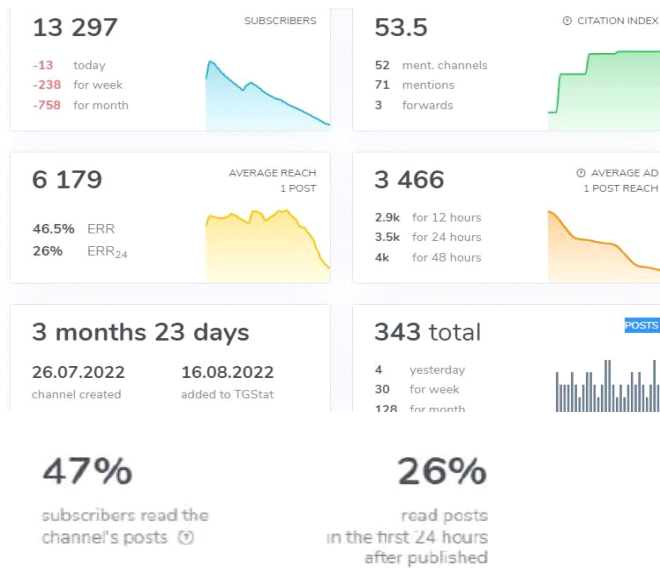 13 297
SUBSCRIBERS
-13 today
-238 for week
-758 for month
53.5
CITATION INDEX
52 ment. channels
71 mentions
3 forwards
6 179
AVERAGE REACH
1 POST
46.5% ERR
26% ERR24
3 466
AVERAGE AD
1 POST REACH
2.9k for 12 hours
3.5k for 24 hours
4k for 48 hours
3 months 23 days
26.07.2022 16.08.2022
channel created added to TGStat
343 total
POSTS
4 yesterday
30 for week
128 for month
47%
subscribers read the
channel's posts
26%
read posts
in the first 24 hours
after published